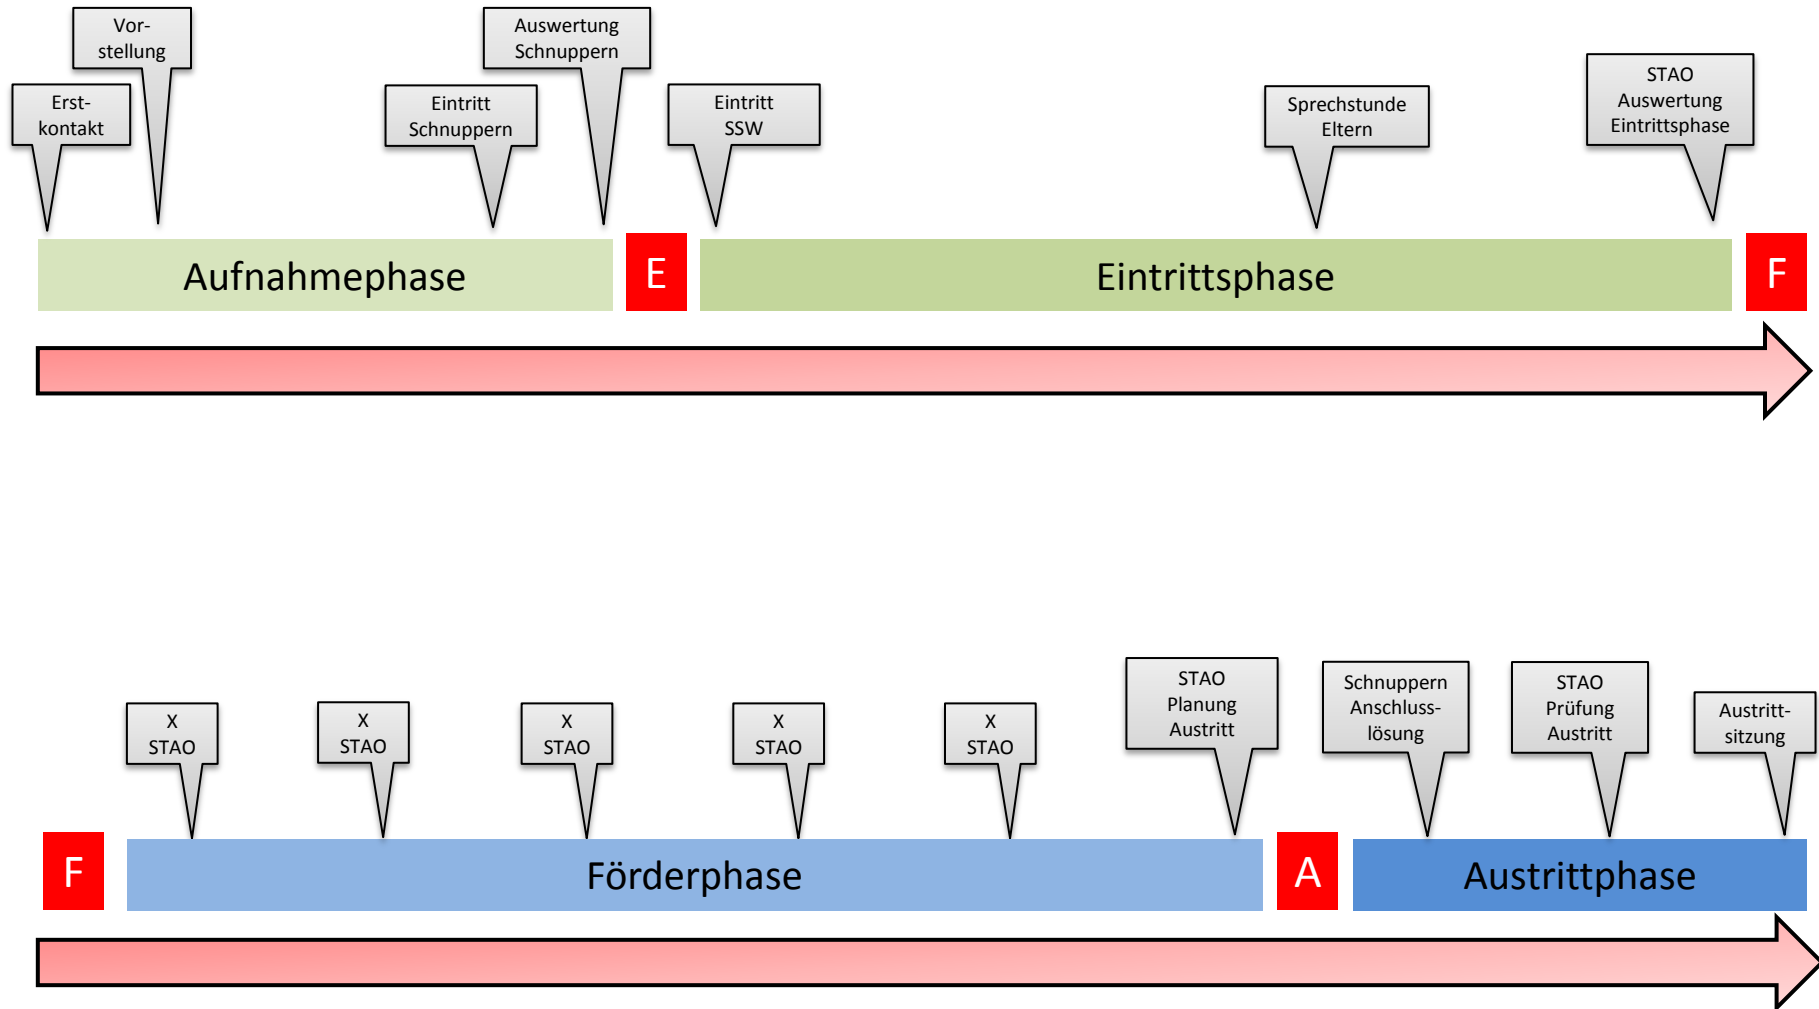 Vor-
stellung
Auswertung
Schnuppern
Erst-
kontakt
Eintritt
Schnuppern
Eintritt
SSW
Sprechstunde
Eltern
STAO
Auswertung
Eintrittsphase
Aufnahmephase
E
Eintrittsphase
F
X
STAO
X
STAO
X
STAO
X
STAO
X
STAO
STAO
Planung
Austritt
Schnuppern
Anschluss-
lösung
STAO
Prüfung
Austritt
Austritt-
sitzung
F
Förderphase
A
Austrittphase